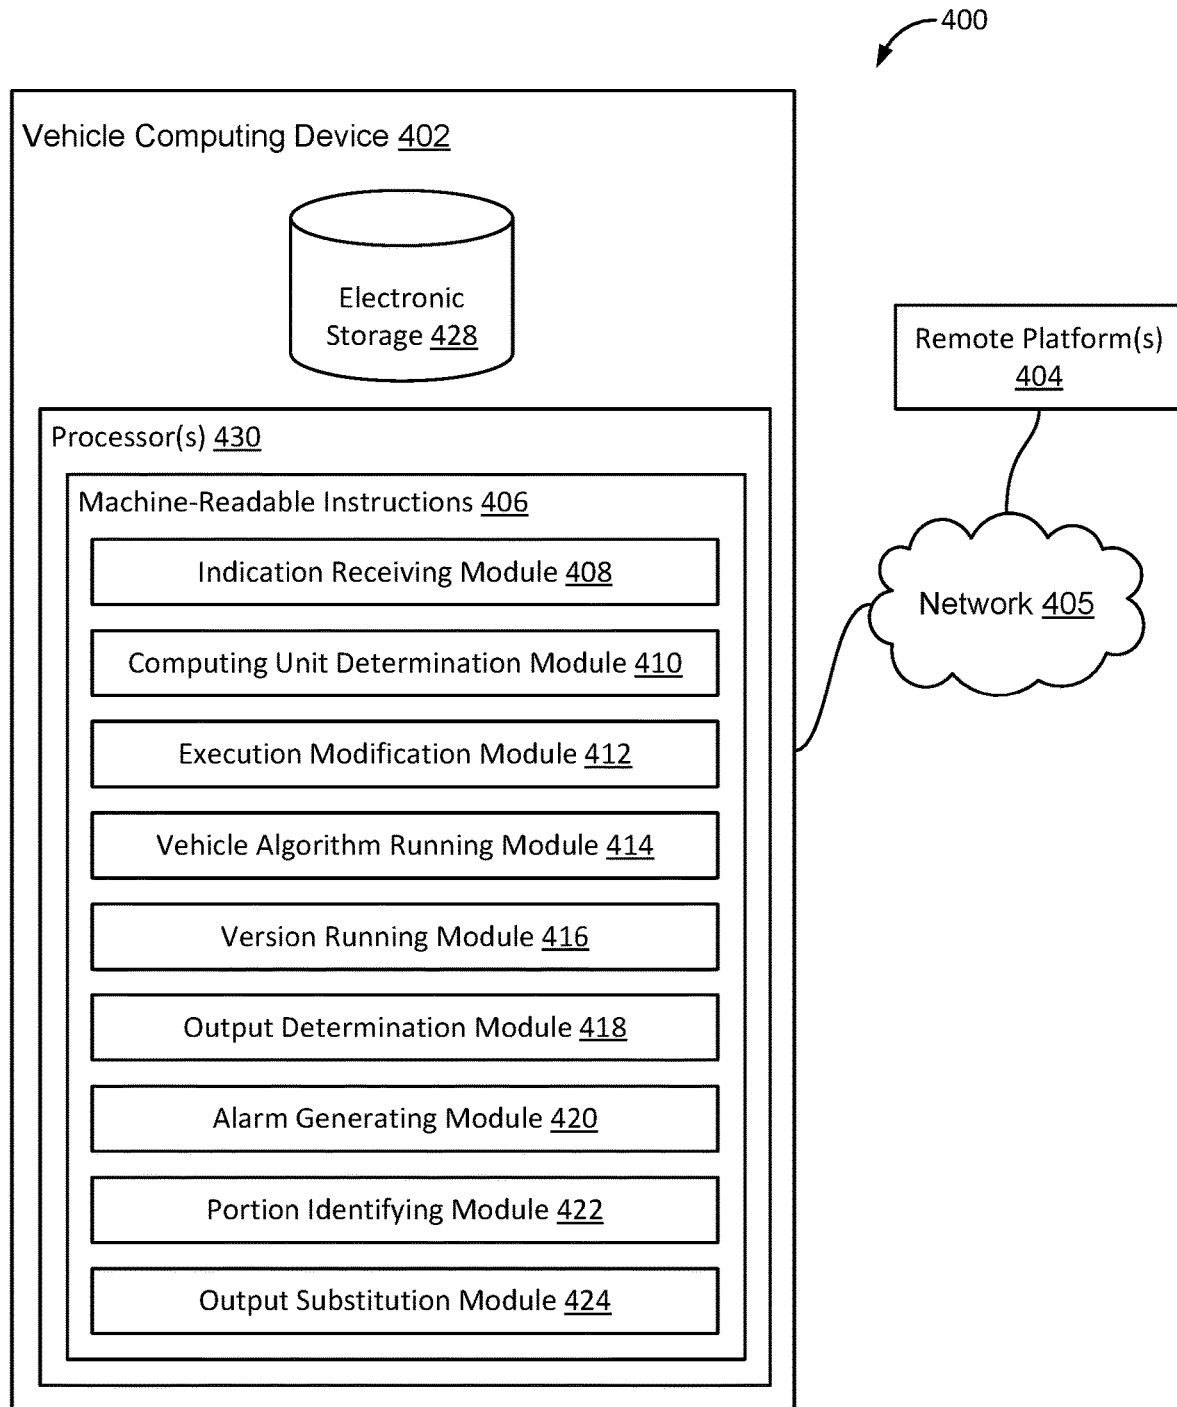 400
Vehicle Computing Device 402
Electronic
Storage 428
Remote Platform(s)
404
Processor(s) 430
Machine-Readable Instructions 406
Indication Receiving Module 408
Network 405
Computing Unit Determination Module 410
Execution Modification Module 412
Vehicle Algorithm Running Module 414
Version Running Module 416
Output Determination Module 418
Alarm Generating Module 420
Portion Identifying Module 422
Output Substitution Module 424